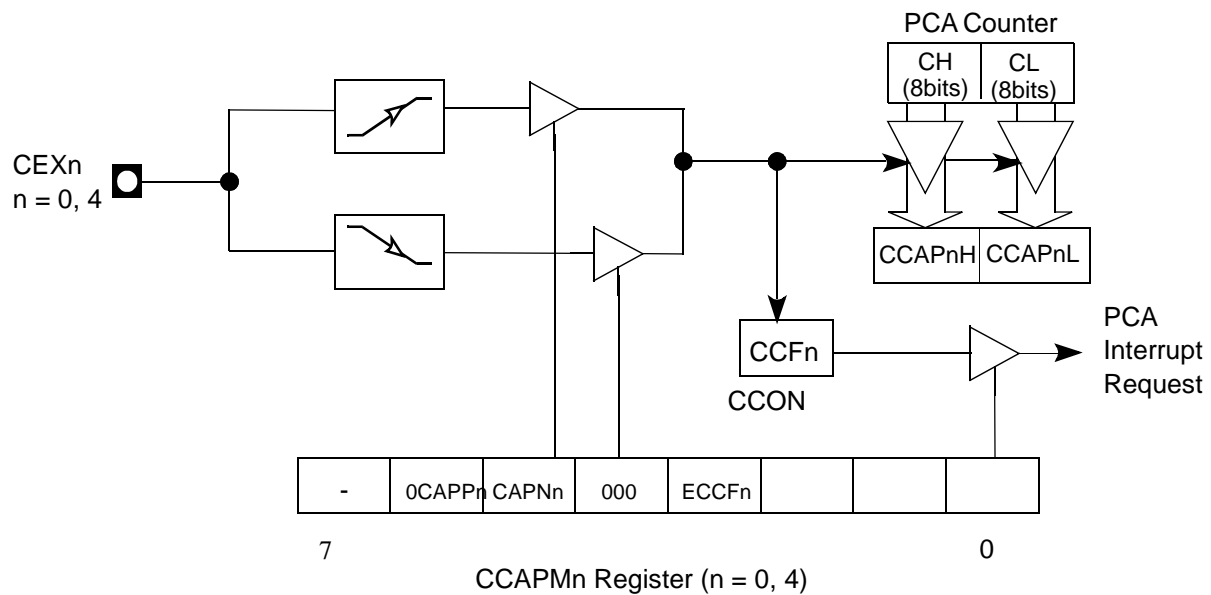 PCA Counter
CH CL
(8bits) (8bits)
CEXn
n = 0, 4
CCAPnH CCAPnL
CCFn
CCON
PCA
Interrupt
Request
- 0CAPPn CAPNn 000 ECCFn
7 0
CCAPMn Register (n = 0, 4)